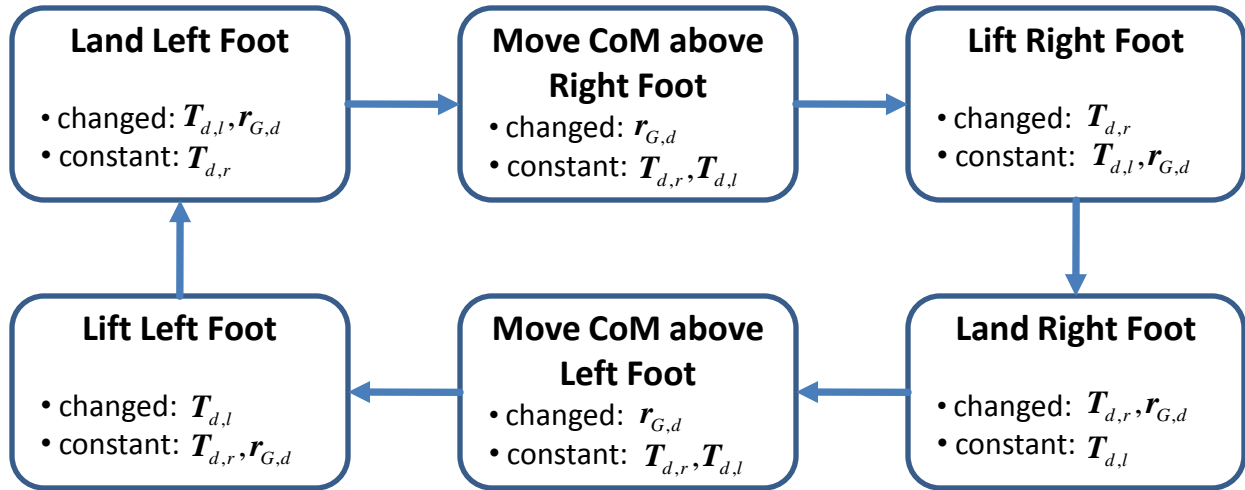 Land Left Foot
• changed: T_{d,l}, r_{G,d}
• constant: T_{d,r}
Move CoM above
Right Foot
• changed: r_{G,d}
• constant: T_{d,r}, T_{d,l}
Lift Right Foot
• changed: T_{d,r}
• constant: T_{d,l}, r_{G,d}
Lift Left Foot
• changed: T_{d,l}
• constant: T_{d,r}, r_{G,d}
Move CoM above
Left Foot
• changed: r_{G,d}
• constant: T_{d,r}, T_{d,l}
Land Right Foot
• changed: T_{d,r}, r_{G,d}
• constant: T_{d,l}